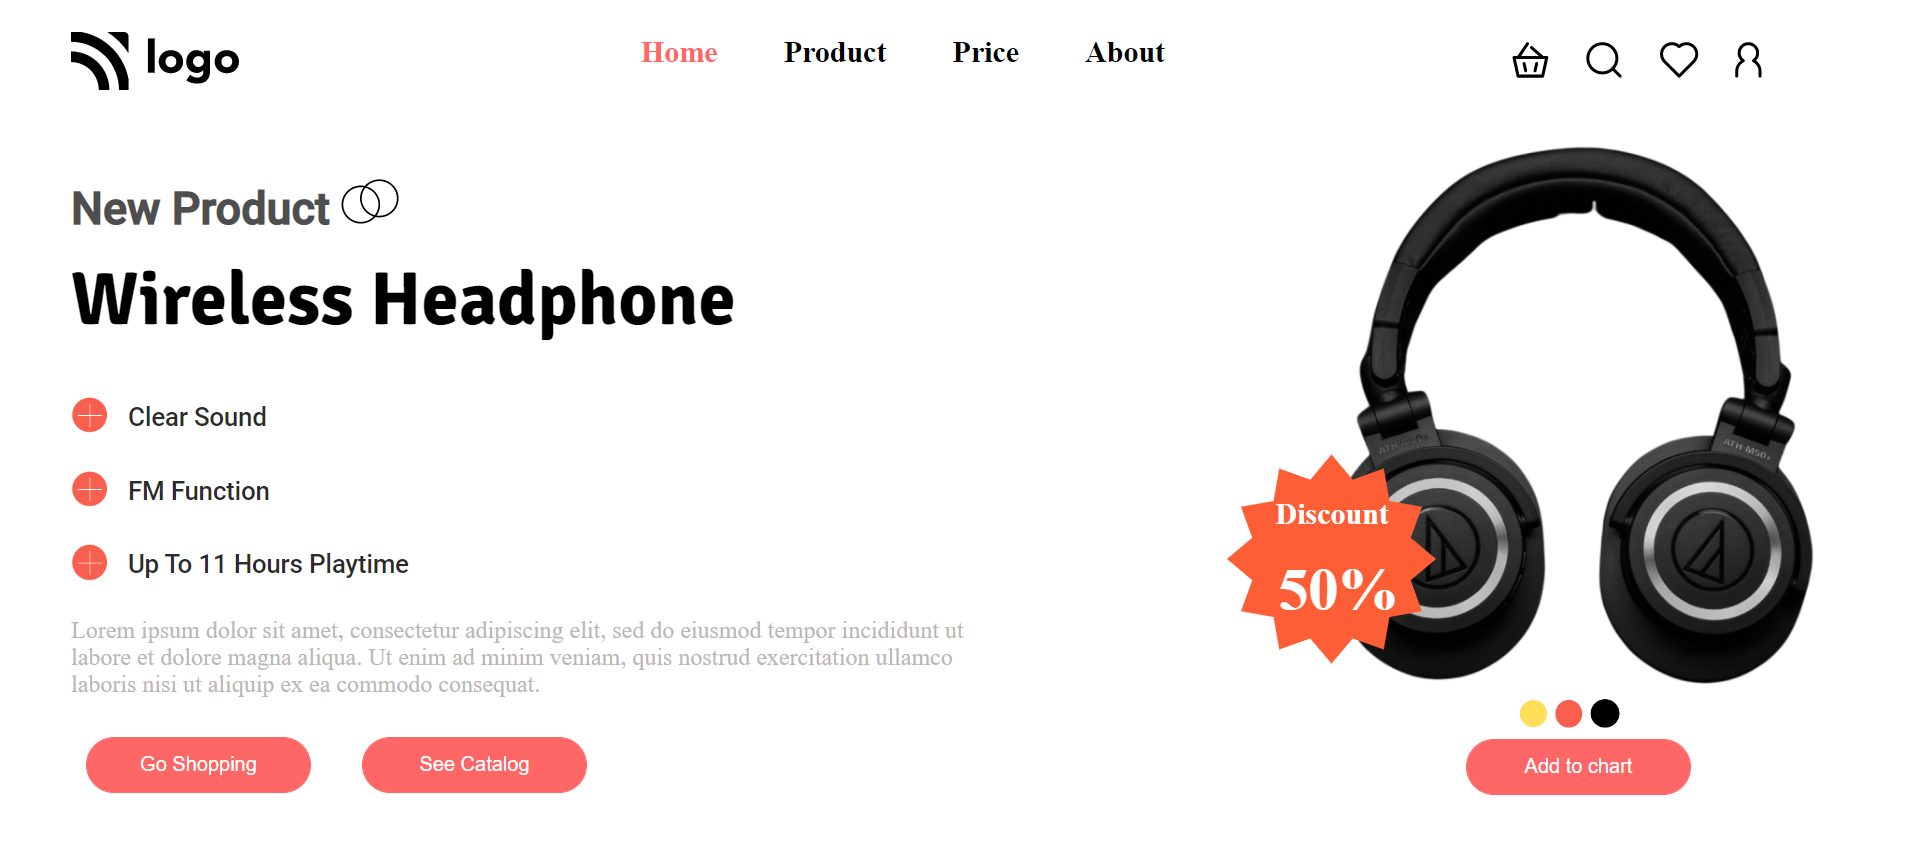 logo
Home Product Price About
New Product
Wireless Headphone
Clear Sound
FM Function
Up To 11 Hours Playtime
Lorem ipsum dolor sit amet, consectetur adipiscing elit, sed do eiusmod tempor incididunt ut
labore et dolore magna aliqua. Ut enim ad minim veniam, quis nostrud exercitation ullamco
laboris nisi ut aliquip ex ea commodo consequat.
Go Shopping
See Catalog
ATH-M50x
ATH-M50x
Discount
50%
Add to chart